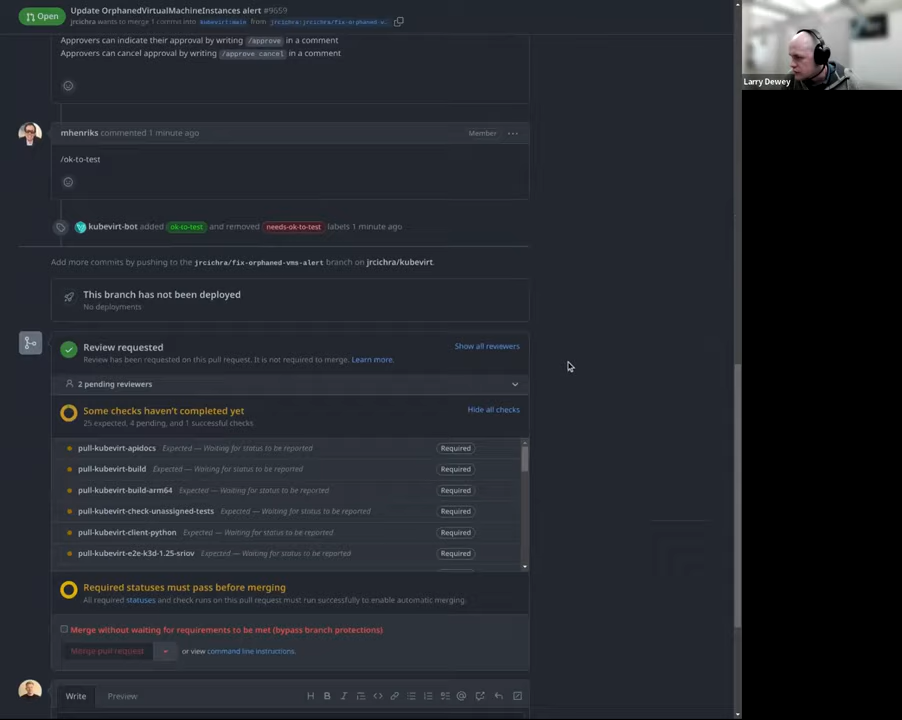 Open
Update OrphanedVirtualMachineInstances alert #9659
jrcichra wants to merge 1 commit into kubevirt:main from jrcichra:jrcichra/fix-orphaned-v…
Approvers can indicate their approval by writing /approve in a comment
Approvers can cancel approval by writing /approve cancel in a comment
mhenriks commented 1 minute ago
Member
/ok-to-test
kubevirt-bot added ok-to-test and removed needs-ok-to-test labels 1 minute ago
Add more commits by pushing to the jrcichra/fix-orphaned-vms-alert branch on jrcichra/kubevirt.
This branch has not been deployed
No deployments
Review requested
Show all reviewers
Review has been requested on this pull request. It is not required to merge. Learn more.
2 pending reviewers
Some checks haven't completed yet
Hide all checks
25 expected, 4 pending, and 1 successful checks
pull-kubevirt-apidocs Expected — Waiting for status to be reported Required
pull-kubevirt-build Expected — Waiting for status to be reported Required
pull-kubevirt-build-arm64 Expected — Waiting for status to be reported Required
pull-kubevirt-check-unassigned-tests Expected — Waiting for status to be reported Required
pull-kubevirt-client-python Expected — Waiting for status to be reported Required
pull-kubevirt-e2e-k3d-1.25-sriov Expected — Waiting for status to be reported Required
Required statuses must pass before merging
All required statuses and check runs on this pull request must run successfully to enable automatic merging.
Merge without waiting for requirements to be met (bypass branch protections)
Merge pull request
or view command line instructions.
Write Preview
Larry Dewey